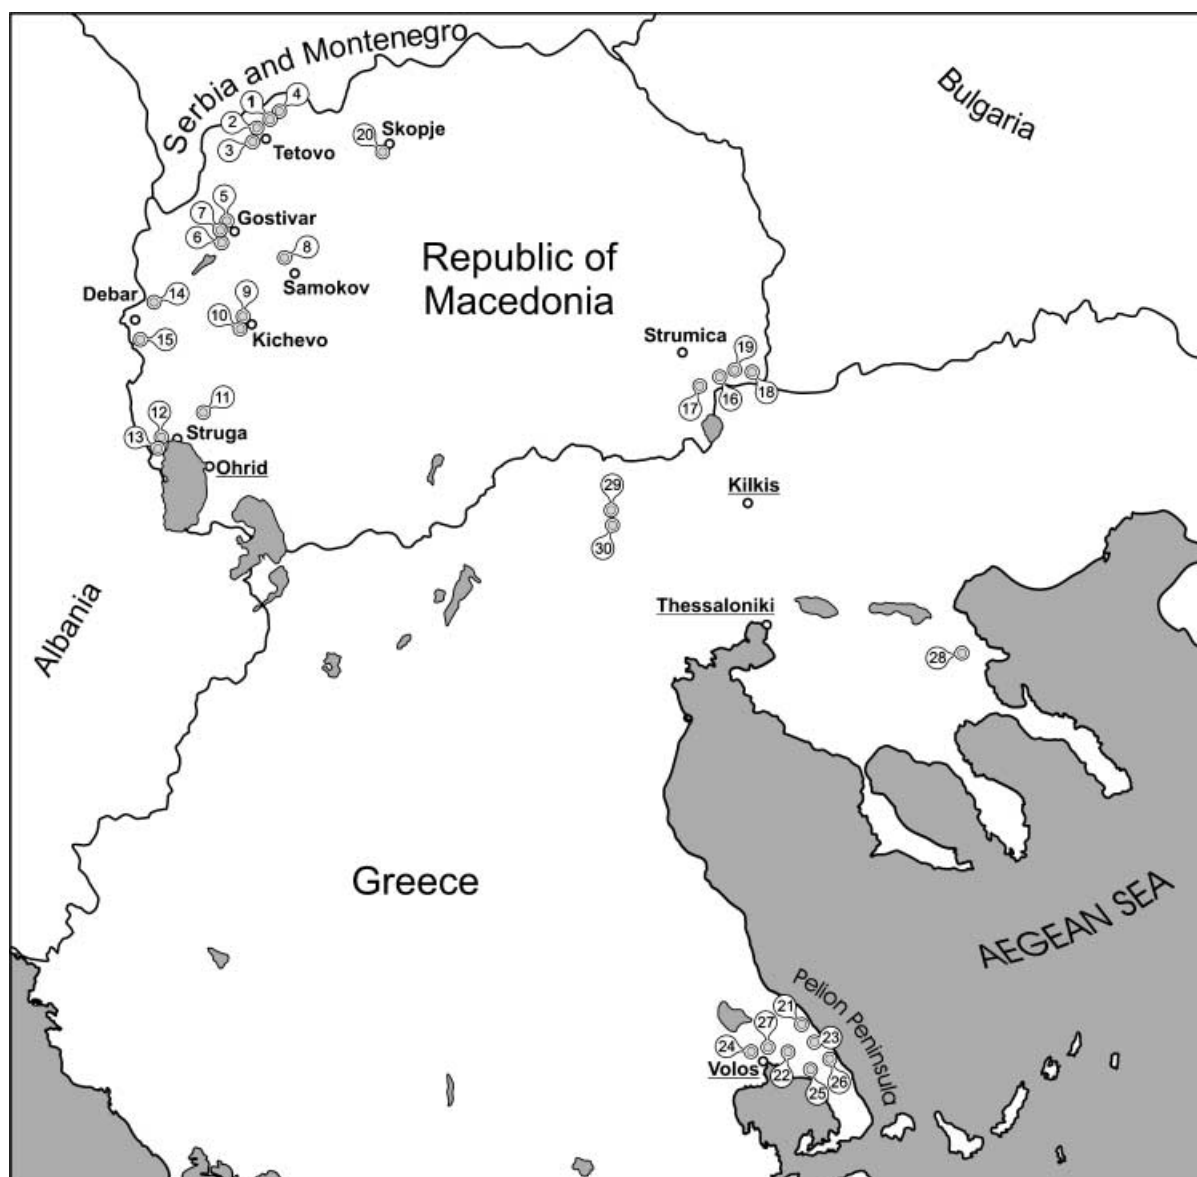 Serbia and Montenegro
Bulgaria
1
4
2
3
Tetovo
20
Skopje
5
7
Gostivar
6
8
Samokov
Republic of
Macedonia
Debar
14
9
10
Kichevo
15
Strumica
19
17
16
18
11
12
13
Struga
Ohrid
29
30
Kilkis
Albania
Thessaloniki
28
Greece
AEGEAN SEA
Pelion Peninsula
21
27
23
24
Volos
22
26
25